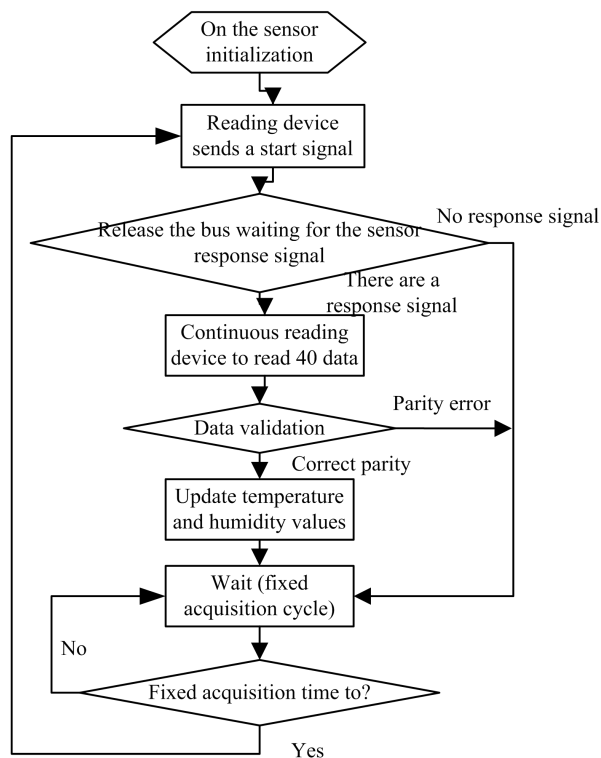 On the sensor
initialization
Reading device
sends a start signal
Release the bus waiting for the sensor
response signal
No response signal
There are a
response signal
Continuous reading
device to read 40 data
Data validation
Parity error
Correct parity
Update temperature
and humidity values
Wait (fixed
acquisition cycle)
No
Fixed acquisition time to?
Yes